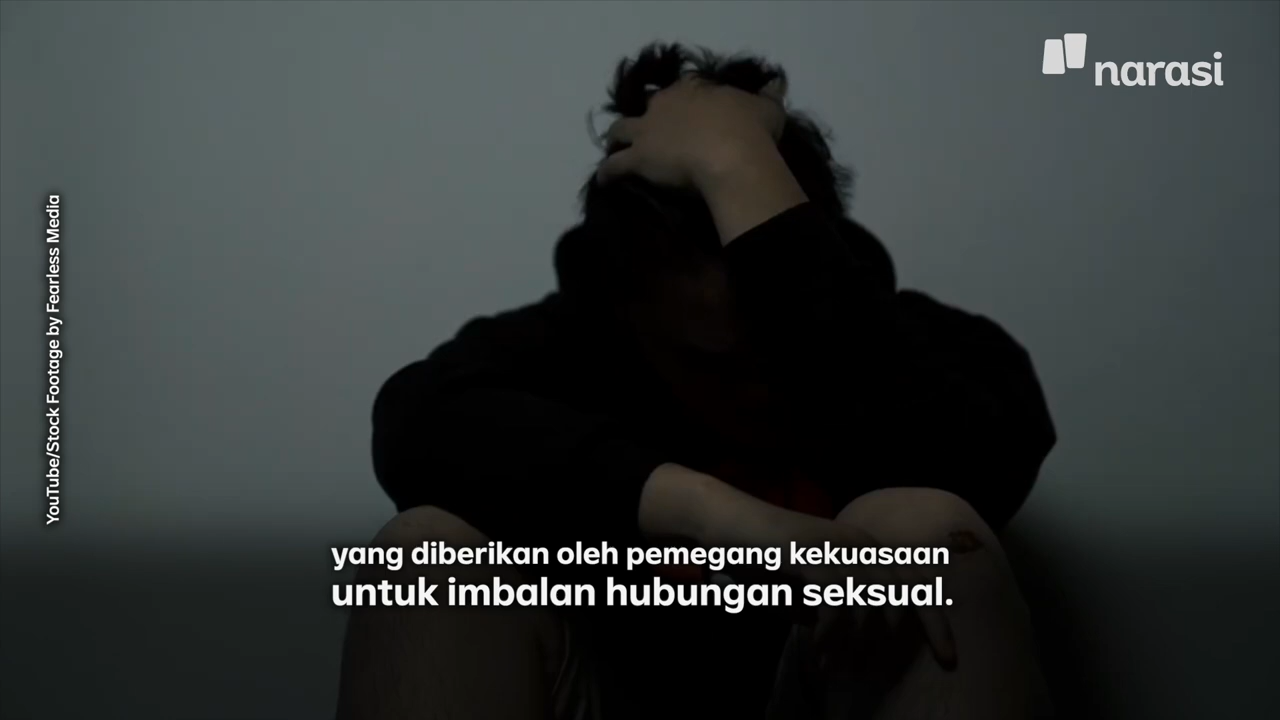 narasi
YouTube/Stock Footage by Fearless Media
yang diberikan oleh pemegang kekuasaan
untuk imbalan hubungan seksual.